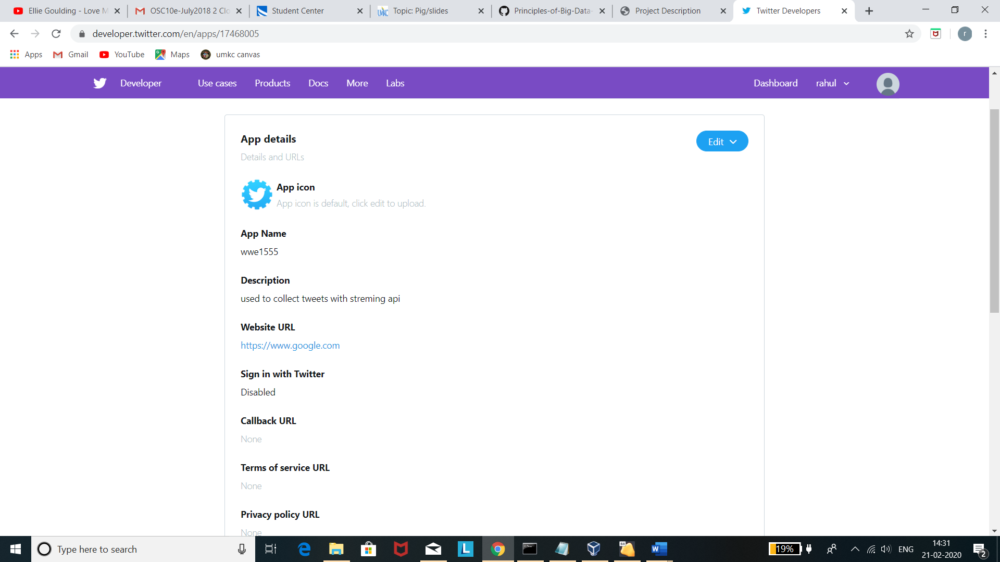 Ellie Goulding - Love M
OSC10e-July2018 2 Clo
Student Center
UMKC
Topic: Pig/slides
Principles-of-Big-Data-
Project Description
Twitter Developers
developer.twitter.com/en/apps/17468005
r
Apps
Gmail
YouTube
Maps
umkc canvas
Developer
Use cases
Products
Docs
More
Labs
Dashboard
rahul
App details
Edit
Details and URLs
App icon
App icon is default, click edit to upload.
App Name
wwe1555
Description
used to collect tweets with streming api
Website URL
https://www.google.com
Sign in with Twitter
Disabled
Callback URL
None
Terms of service URL
None
Privacy policy URL
None
Type here to search
L
64
W
19%
ENG
14:31
21-02-2020
2